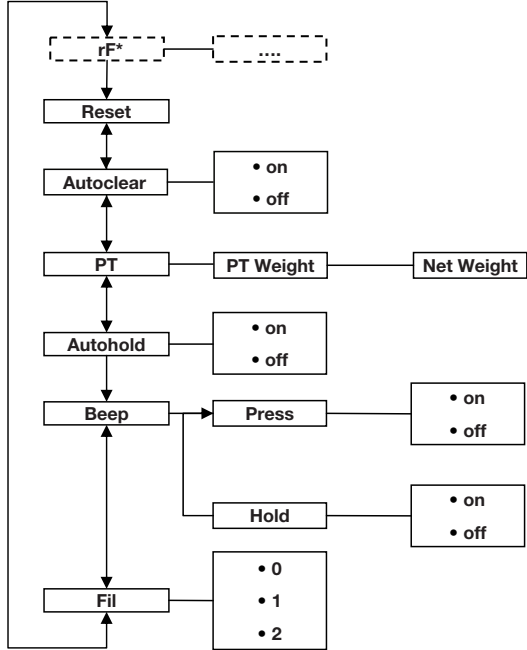 rF*
....
Reset
Autoclear
• on
• off
PT
PT Weight
Net Weight
Autohold
• on
• off
Beep
Press
• on
• off
Hold
• on
• off
Fil
• 0
• 1
• 2